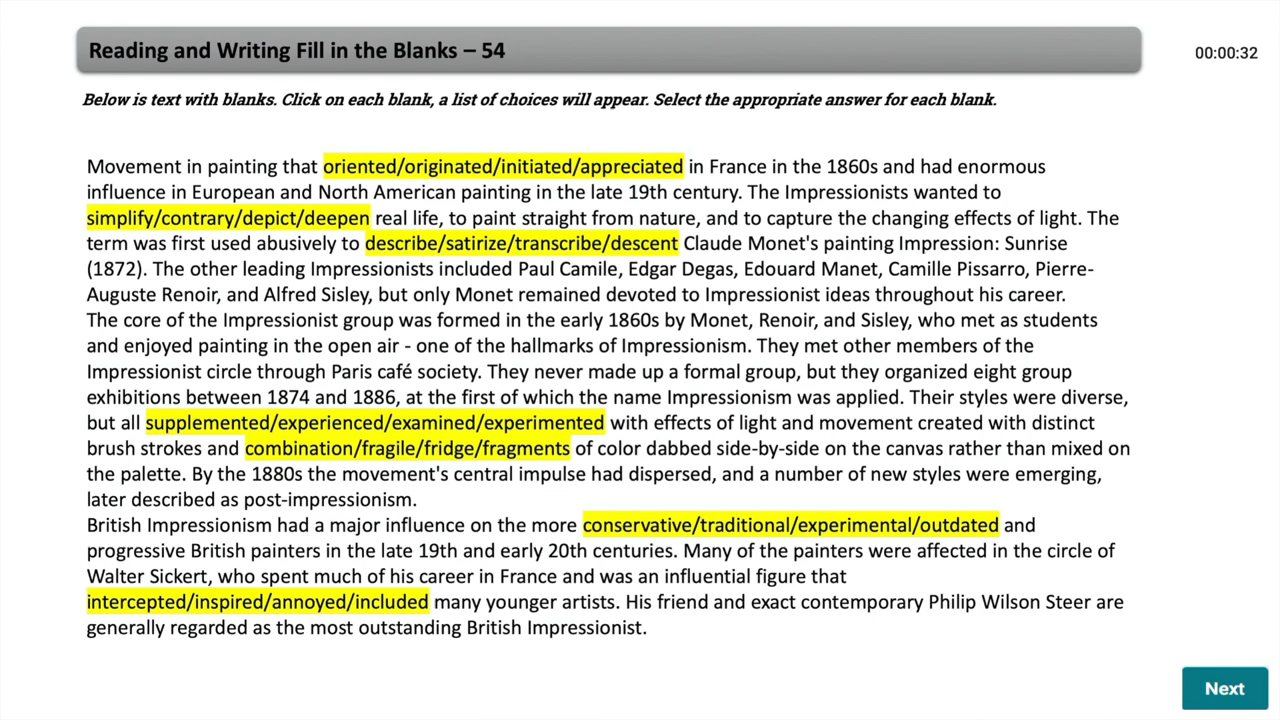 Reading and Writing Fill in the Blanks – 54
00:00:32
Below is text with blanks. Click on each blank, a list of choices will appear. Select the appropriate answer for each blank.
Movement in painting that oriented/originated/initiated/appreciated in France in the 1860s and had enormous
influence in European and North American painting in the late 19th century. The Impressionists wanted to
simplify/contrary/depict/deepen real life, to paint straight from nature, and to capture the changing effects of light. The
term was first used abusively to describe/satirize/transcribe/descent Claude Monet's painting Impression: Sunrise
(1872). The other leading Impressionists included Paul Camile, Edgar Degas, Edouard Manet, Camille Pissarro, Pierre-
Auguste Renoir, and Alfred Sisley, but only Monet remained devoted to Impressionist ideas throughout his career.
The core of the Impressionist group was formed in the early 1860s by Monet, Renoir, and Sisley, who met as students
and enjoyed painting in the open air - one of the hallmarks of Impressionism. They met other members of the
Impressionist circle through Paris café society. They never made up a formal group, but they organized eight group
exhibitions between 1874 and 1886, at the first of which the name Impressionism was applied. Their styles were diverse,
but all supplemented/experienced/examined/experimented with effects of light and movement created with distinct
brush strokes and combination/fragile/fridge/fragments of color dabbed side-by-side on the canvas rather than mixed on
the palette. By the 1880s the movement's central impulse had dispersed, and a number of new styles were emerging,
later described as post-impressionism.
British Impressionism had a major influence on the more conservative/traditional/experimental/outdated and
progressive British painters in the late 19th and early 20th centuries. Many of the painters were affected in the circle of
Walter Sickert, who spent much of his career in France and was an influential figure that
intercepted/inspired/annoyed/included many younger artists. His friend and exact contemporary Philip Wilson Steer are
generally regarded as the most outstanding British Impressionist.
Next